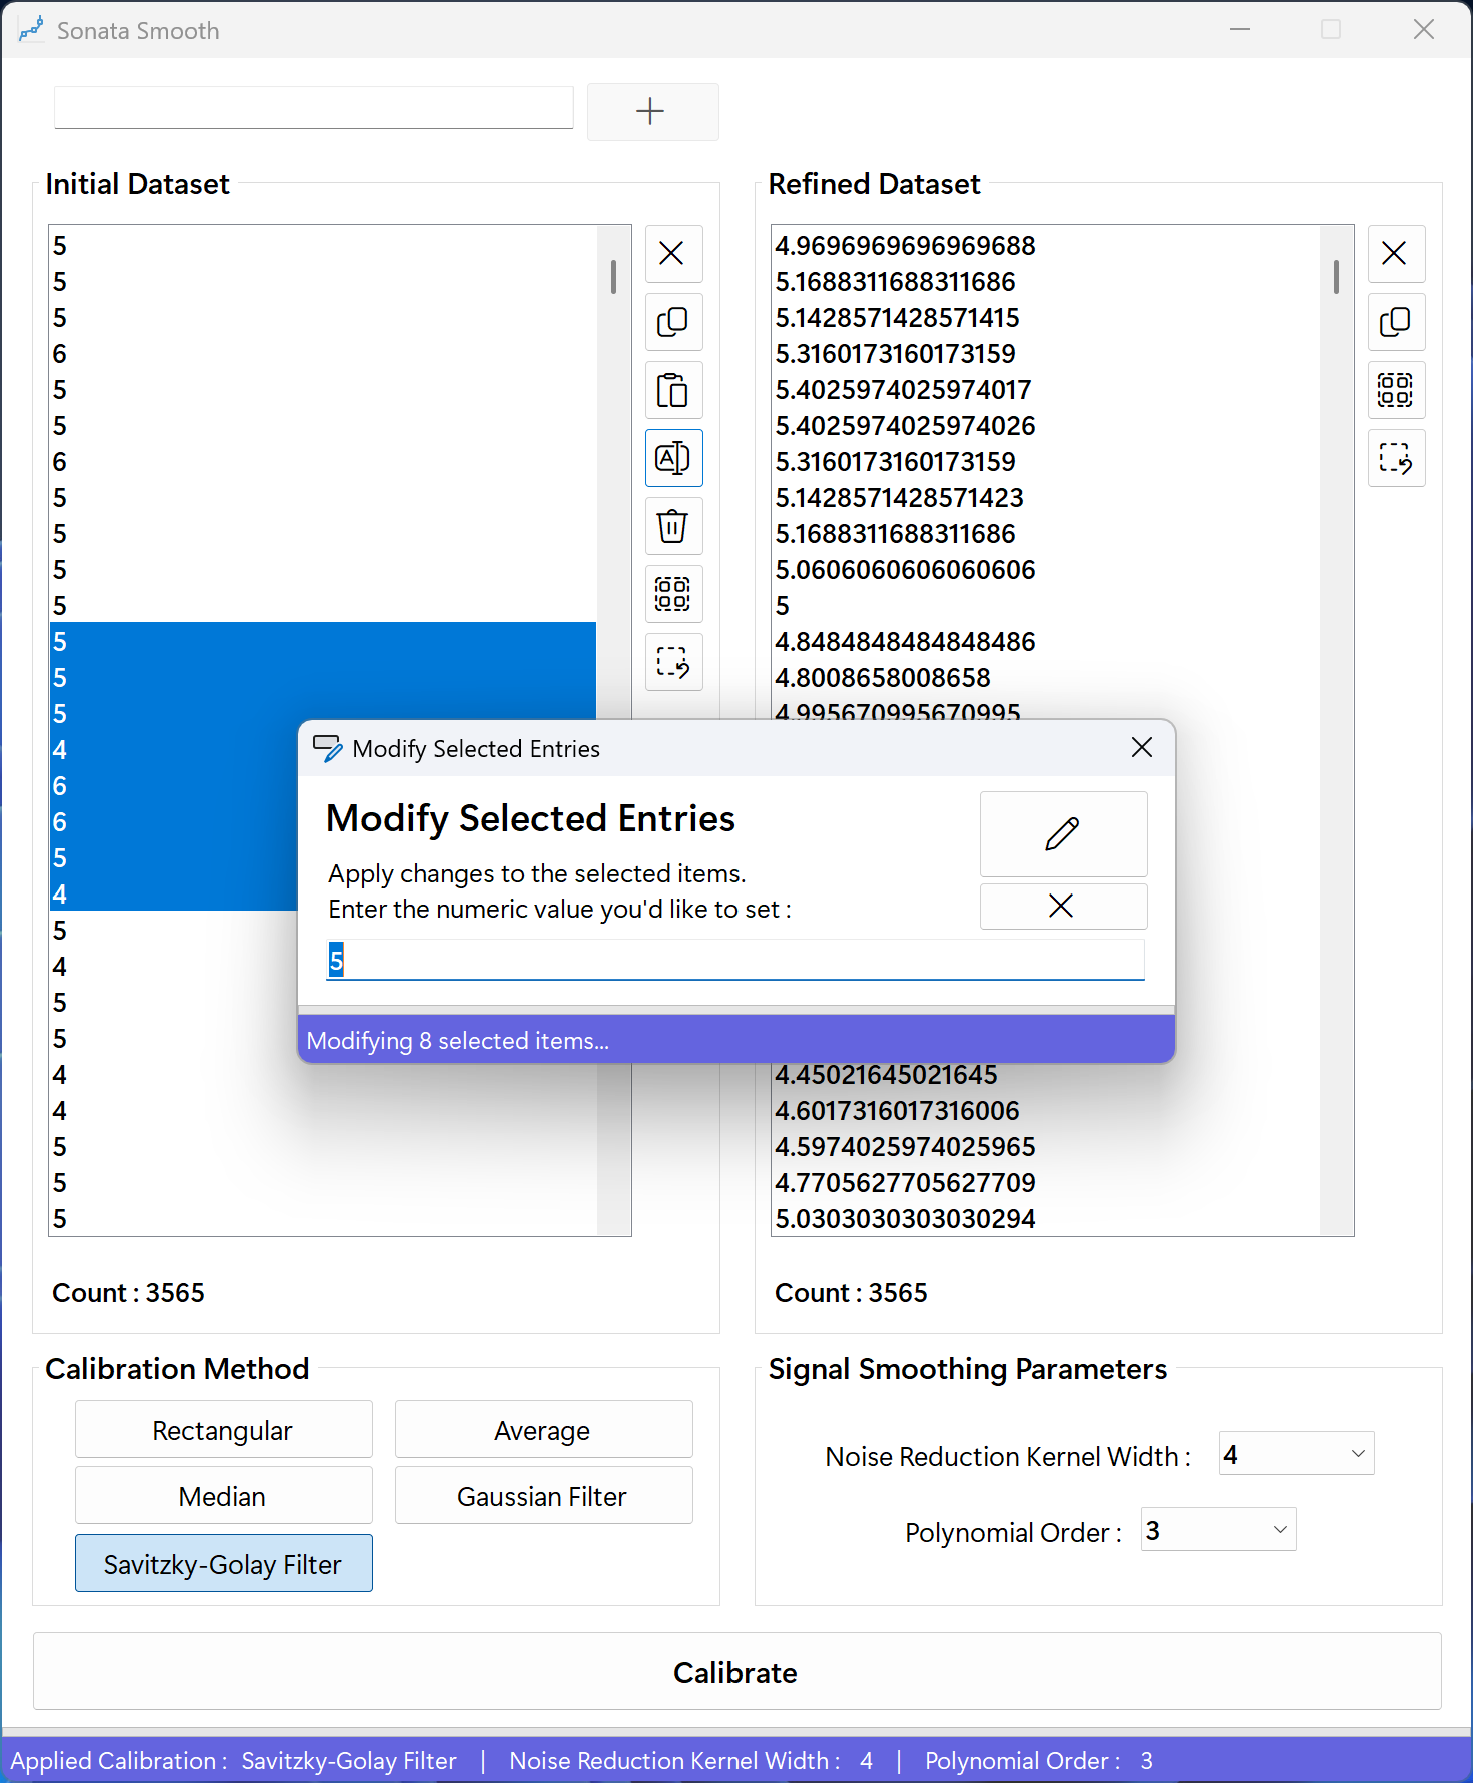 Sonata Smooth
Initial Dataset
5
5
5
6
5
5
6
5
5
5
5
5
5
5
4
6
6
5
4
5
4
5
5
4
4
5
5
5
Count : 3565
Refined Dataset
4.9696969696969688
5.1688311688311686
5.1428571428571415
5.3160173160173159
5.4025974025974017
5.4025974025974026
5.3160173160173159
5.1428571428571423
5.1688311688311686
5.0606060606060606
5
4.8484848484848486
4.8008658008658
4.995670995670995
4.45021645021645
4.6017316017316006
4.5974025974025965
4.7705627705627709
5.0303030303030294
Count : 3565
Modify Selected Entries
Modify Selected Entries
Apply changes to the selected items.
Enter the numeric value you'd like to set :
5
Modifying 8 selected items...
Calibration Method
Rectangular
Average
Median
Gaussian Filter
Savitzky-Golay Filter
Signal Smoothing Parameters
Noise Reduction Kernel Width : 4
Polynomial Order : 3
Calibrate
Applied Calibration : Savitzky-Golay Filter | Noise Reduction Kernel Width : 4 | Polynomial Order : 3